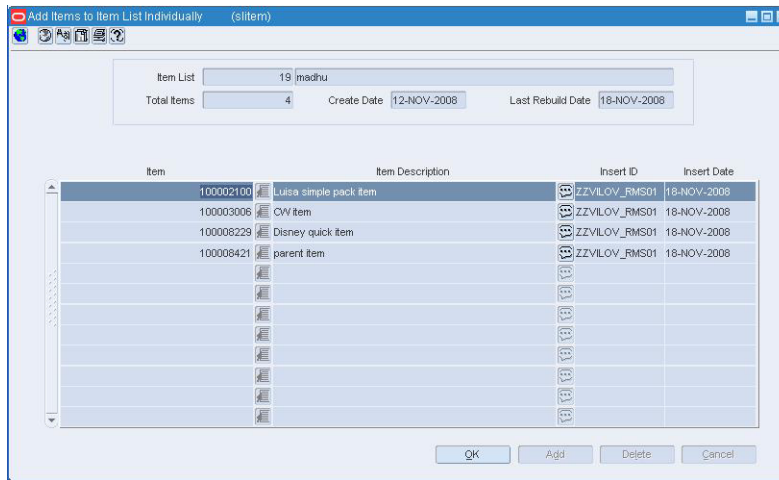 Add Items to Item List Individually (slitem)
Item List 19 madhu
Total Items 4 Create Date 12-NOV-2008 Last Rebuild Date 18-NOV-2008
Item Item Description Insert ID Insert Date
100002100 Luisa simple pack item ZZVILOV_RMS01 18-NOV-2008
100003006 CW item ZZVILOV_RMS01 18-NOV-2008
100008229 Disney quick item ZZVILOV_RMS01 18-NOV-2008
100008421 parent item ZZVILOV_RMS01 18-NOV-2008
OK Add Delete Cancel